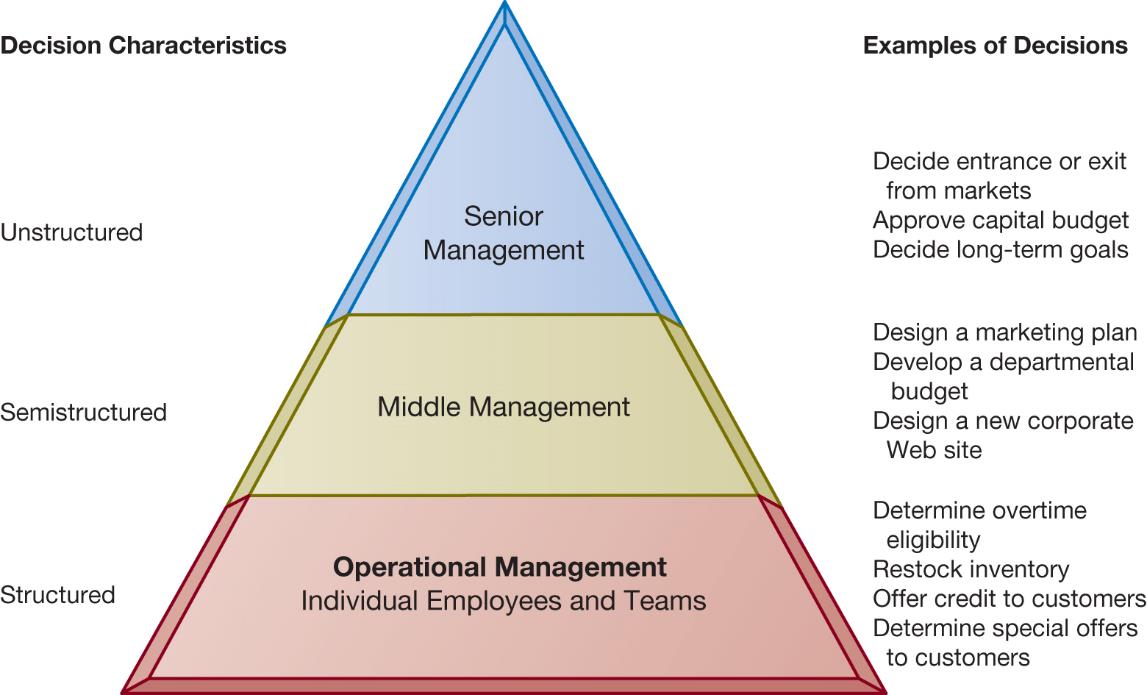 Decision Characteristics
Examples of Decisions
Unstructured
Senior
Management
Decide entrance or exit
from markets
Approve capital budget
Decide long-term goals
Semistructured
Middle Management
Design a marketing plan
Develop a departmental
budget
Design a new corporate
Web site
Structured
Operational Management
Individual Employees and Teams
Determine overtime
eligibility
Restock inventory
Offer credit to customers
Determine special offers
to customers